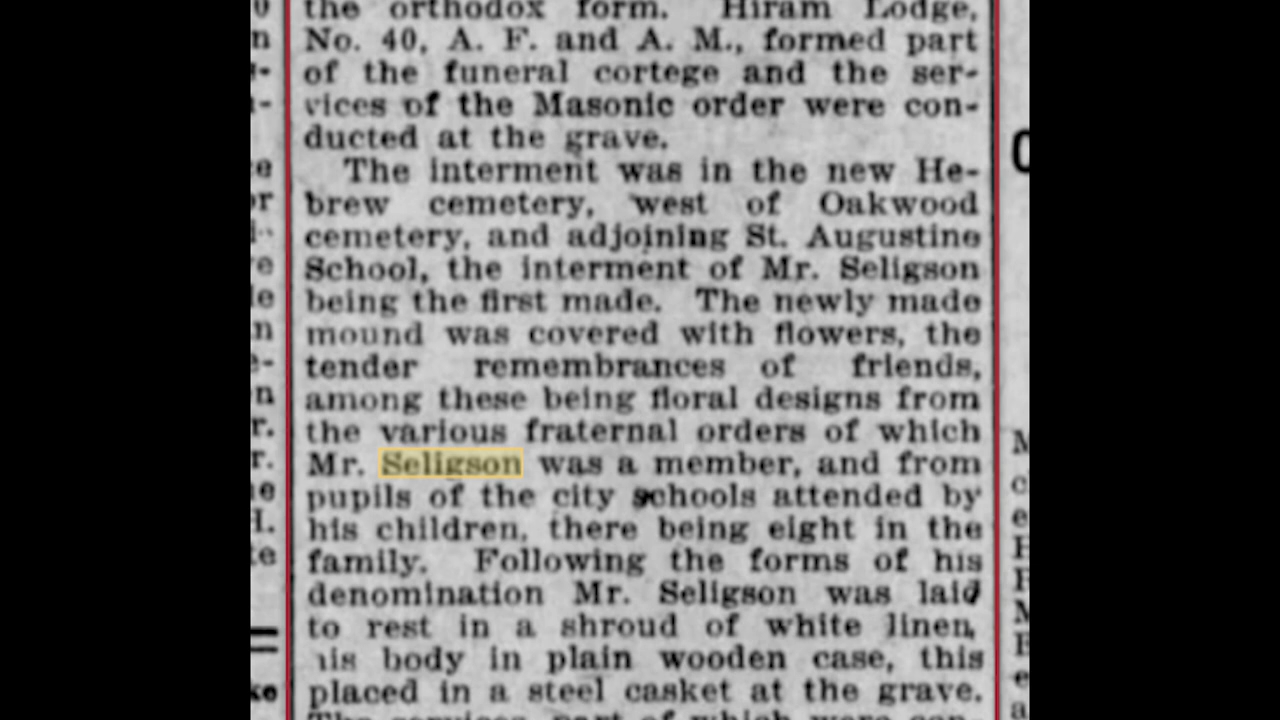 the orthodox form. Hiram Lodge,
No. 40, A. F. and A. M., formed part
of the funeral cortege and the ser-
vices of the Masonic order were con-
ducted at the grave.
The interment was in the new He-
brew cemetery, west of Oakwood
cemetery, and adjoining St. Augustine
School, the interment of Mr. Seligson
being the first made. The newly made
mound was covered with flowers, the
tender remembrances of friends,
among these being floral designs from
the various fraternal orders of which
Mr. Seligson was a member, and from
pupils of the city schools attended by
his children, there being eight in the
family. Following the forms of his
denomination Mr. Seligson was laid
to rest in a shroud of white linen,
his body in plain wooden case, this
placed in a steel casket at the grave.